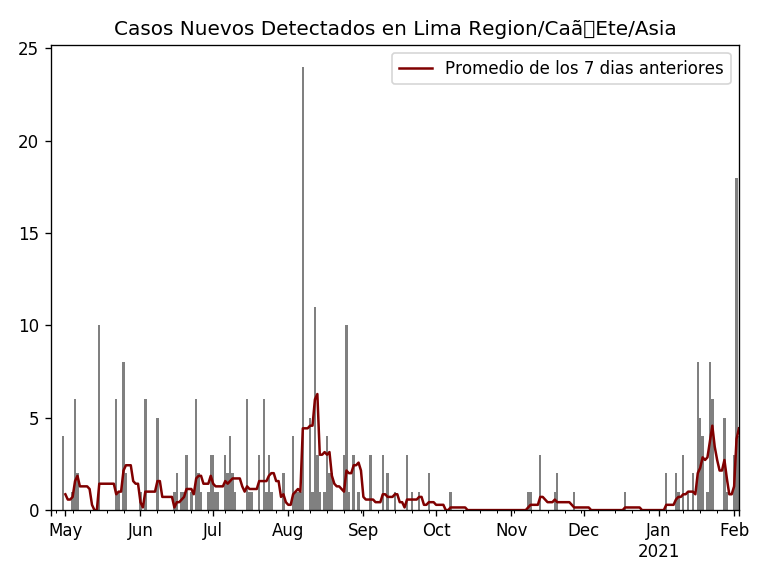 Casos Nuevos Detectados en Lima Region/Caã▯Ete/Asia
Promedio de los 7 dias anteriores
25
20
15
10
5
0
May Jun Jul Aug Sep Oct Nov Dec Jan Feb
2021